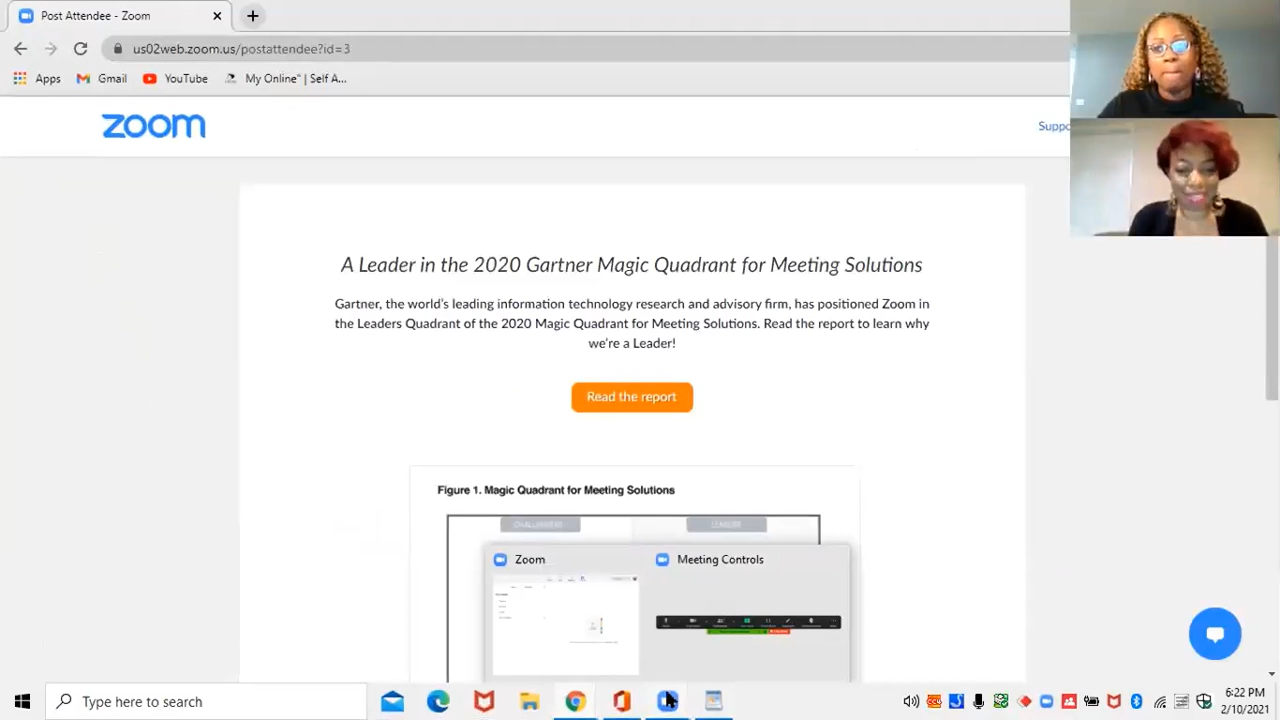 Post Attendee - Zoom
us02web.zoom.us/postattendee?id=3
Apps
Gmail
YouTube
My Online" | Self A...
zoom
Suppo
A Leader in the 2020 Gartner Magic Quadrant for Meeting Solutions
Gartner, the world's leading information technology research and advisory firm, has positioned Zoom in
the Leaders Quadrant of the 2020 Magic Quadrant for Meeting Solutions. Read the report to learn why
we're a Leader!
Read the report
Figure 1. Magic Quadrant for Meeting Solutions
CHALLENGERS
LEADERS
Zoom
Meeting Controls
Type here to search
6:22 PM
2/10/2021